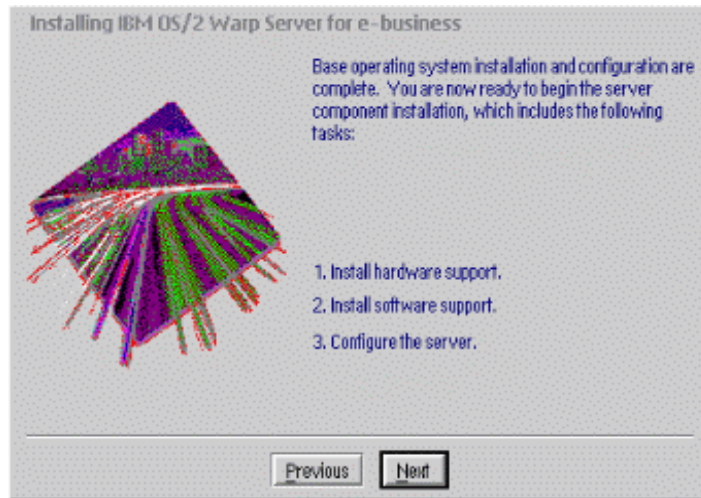 Installing IBM OS/2 Warp Server for e-business
Base operating system installation and configuration are
complete. You are now ready to begin the server
component installation, which includes the following
tasks:
1. Install hardware support.
2. Install software support.
3. Configure the server.
Previous
Next